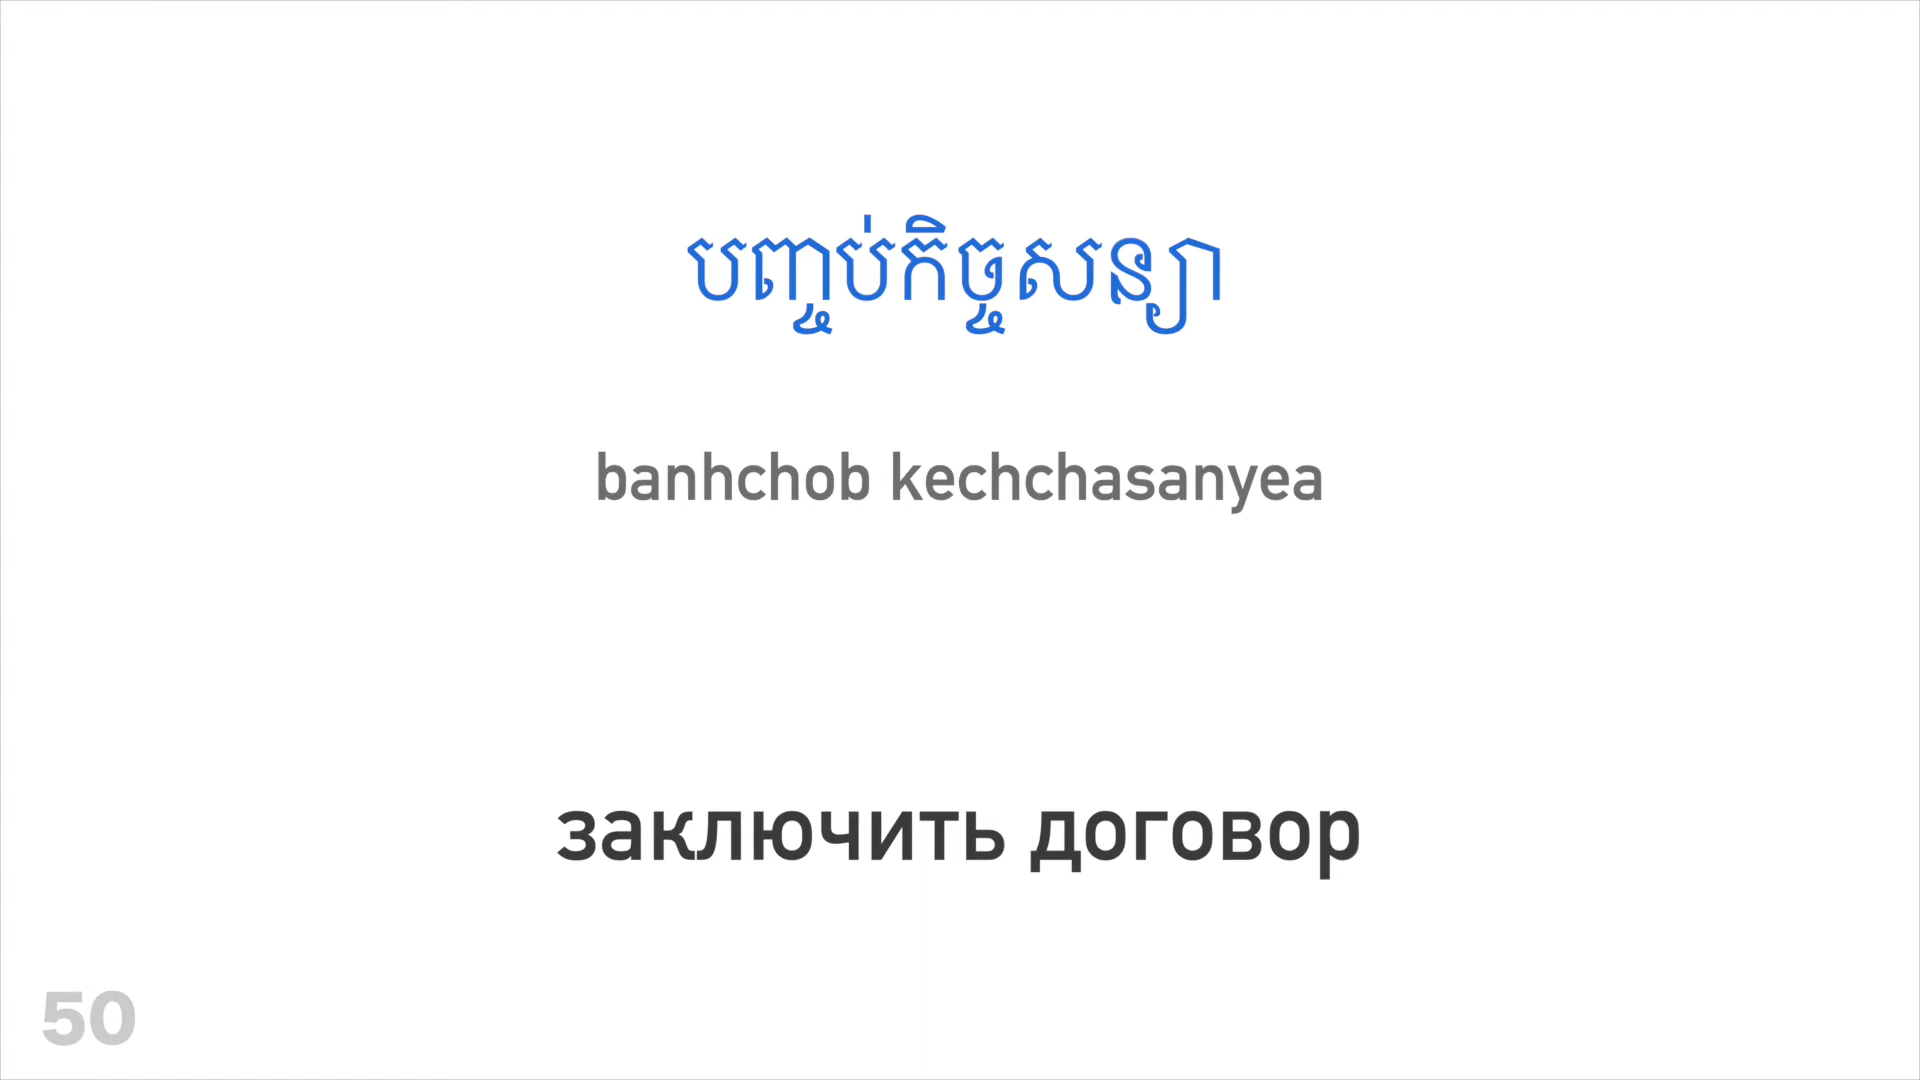 បញ្ចប់កិច្ចសន្យា
banhchob kechchasanyea
заключить договор
50